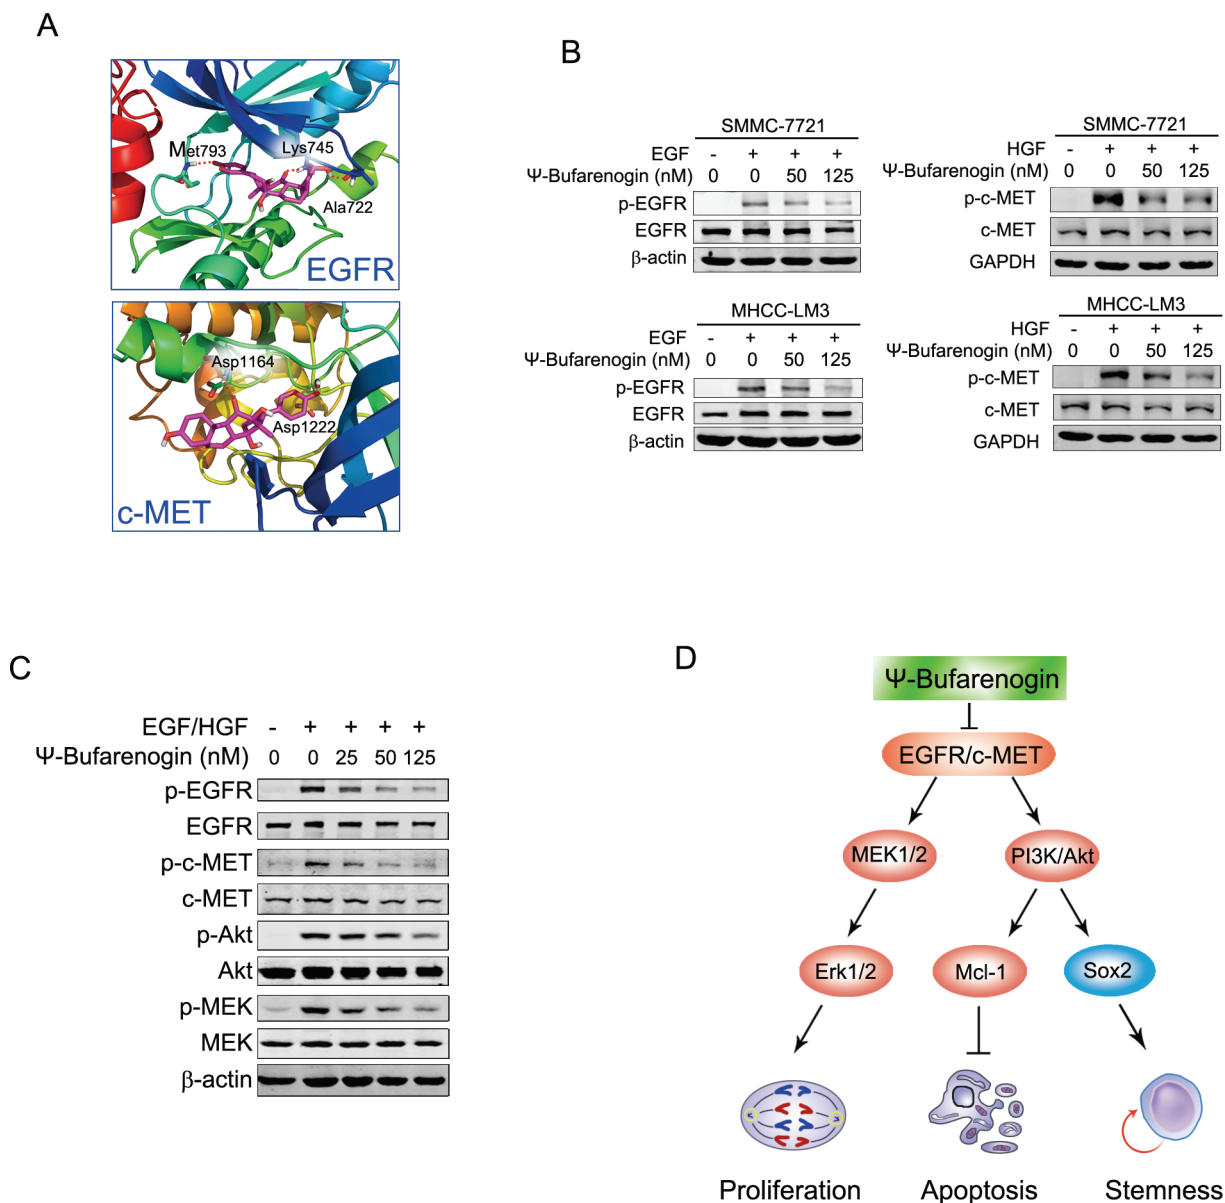 A
Met793
Lys745
Ala722
EGFR
Asp1164
Asp1222
c-MET
B
SMMC-7721
EGF - + + +
Ψ-Bufarenogin (nM) 0 0 50 125
p-EGFR
EGFR
β-actin
SMMC-7721
HGF - + + +
Ψ-Bufarenogin (nM) 0 0 50 125
p-c-MET
c-MET
GAPDH
MHCC-LM3
EGF - + + +
Ψ-Bufarenogin (nM) 0 0 50 125
p-EGFR
EGFR
β-actin
MHCC-LM3
HGF - + + +
Ψ-Bufarenogin (nM) 0 0 50 125
p-c-MET
c-MET
GAPDH
C
EGF/HGF - + + + +
Ψ-Bufarenogin (nM) 0 0 25 50 125
p-EGFR
EGFR
p-c-MET
c-MET
p-Akt
Akt
p-MEK
MEK
β-actin
D
Ψ-Bufarenogin
EGFR/c-MET
MEK1/2 PI3K/Akt
Erk1/2 Mcl-1 Sox2
Proliferation Apoptosis Stemness